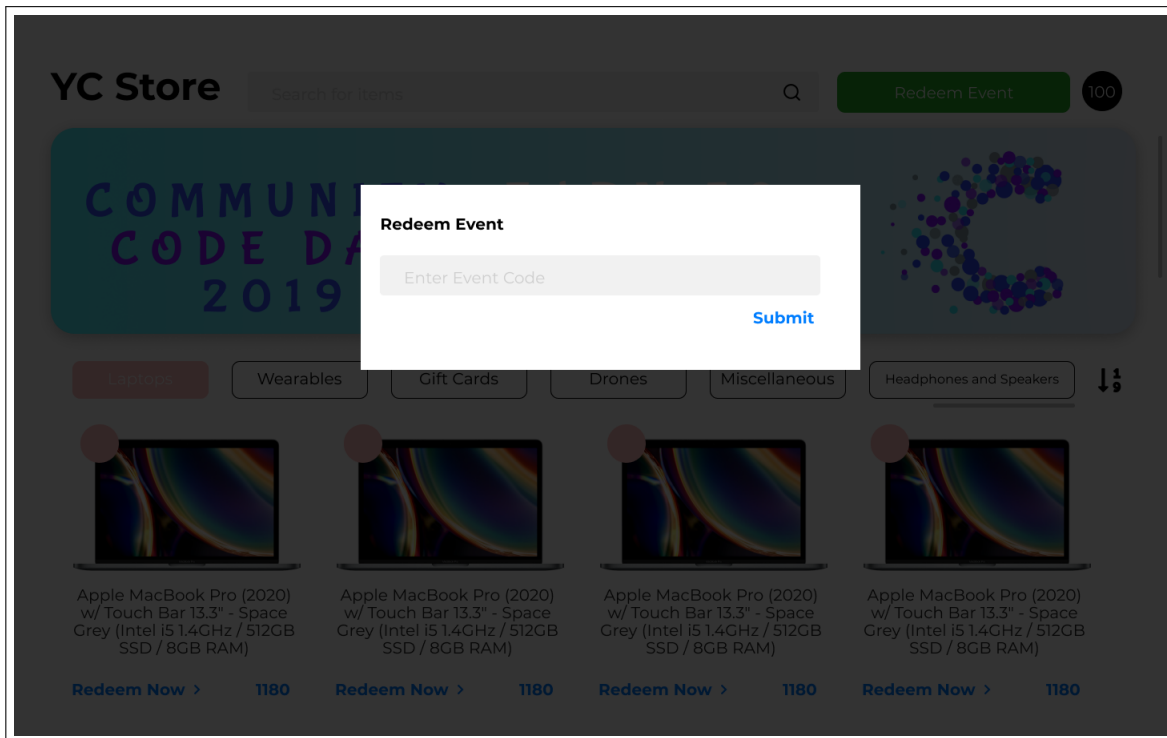 YC Store
Search for Items
Redeem Event
100
COMMUNI
CODE DA
2019
Redeem Event
Enter Event Code
Submit
Laptops
Wearables
Gift Cards
Drones
Miscellaneous
Headphones and Speakers
1
9
Apple MacBook Pro (2020)
w/ Touch Bar 13.3" - Space
Grey (Intel i5 1.4GHz / 512GB
SSD / 8GB RAM)
Redeem Now > 1180
Apple MacBook Pro (2020)
w/ Touch Bar 13.3" - Space
Grey (Intel i5 1.4GHz / 512GB
SSD / 8GB RAM)
Redeem Now > 1180
Apple MacBook Pro (2020)
w/ Touch Bar 13.3" - Space
Grey (Intel i5 1.4GHz / 512GB
SSD / 8GB RAM)
Redeem Now > 1180
Apple MacBook Pro (2020)
w/ Touch Bar 13.3" - Space
Grey (Intel i5 1.4GHz / 512GB
SSD / 8GB RAM)
Redeem Now > 1180